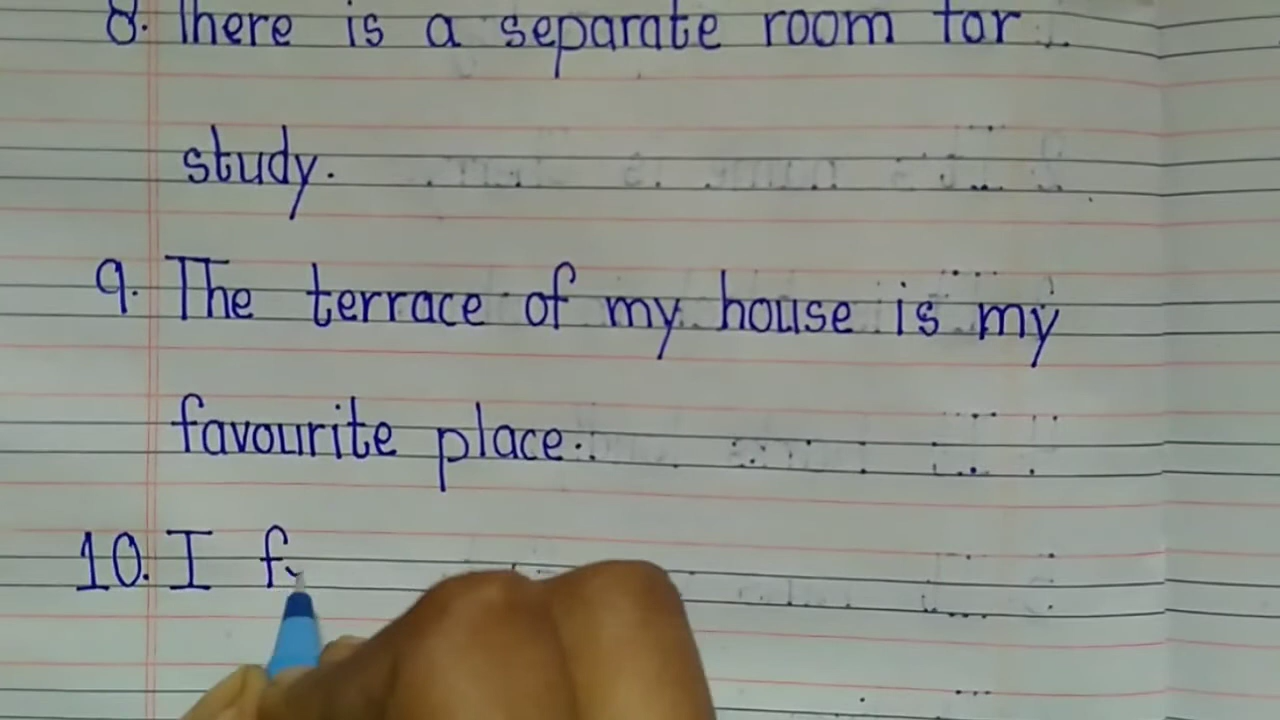 8. There is a separate room for
study.
9. The terrace of my house is my
favourite place.
10. I f